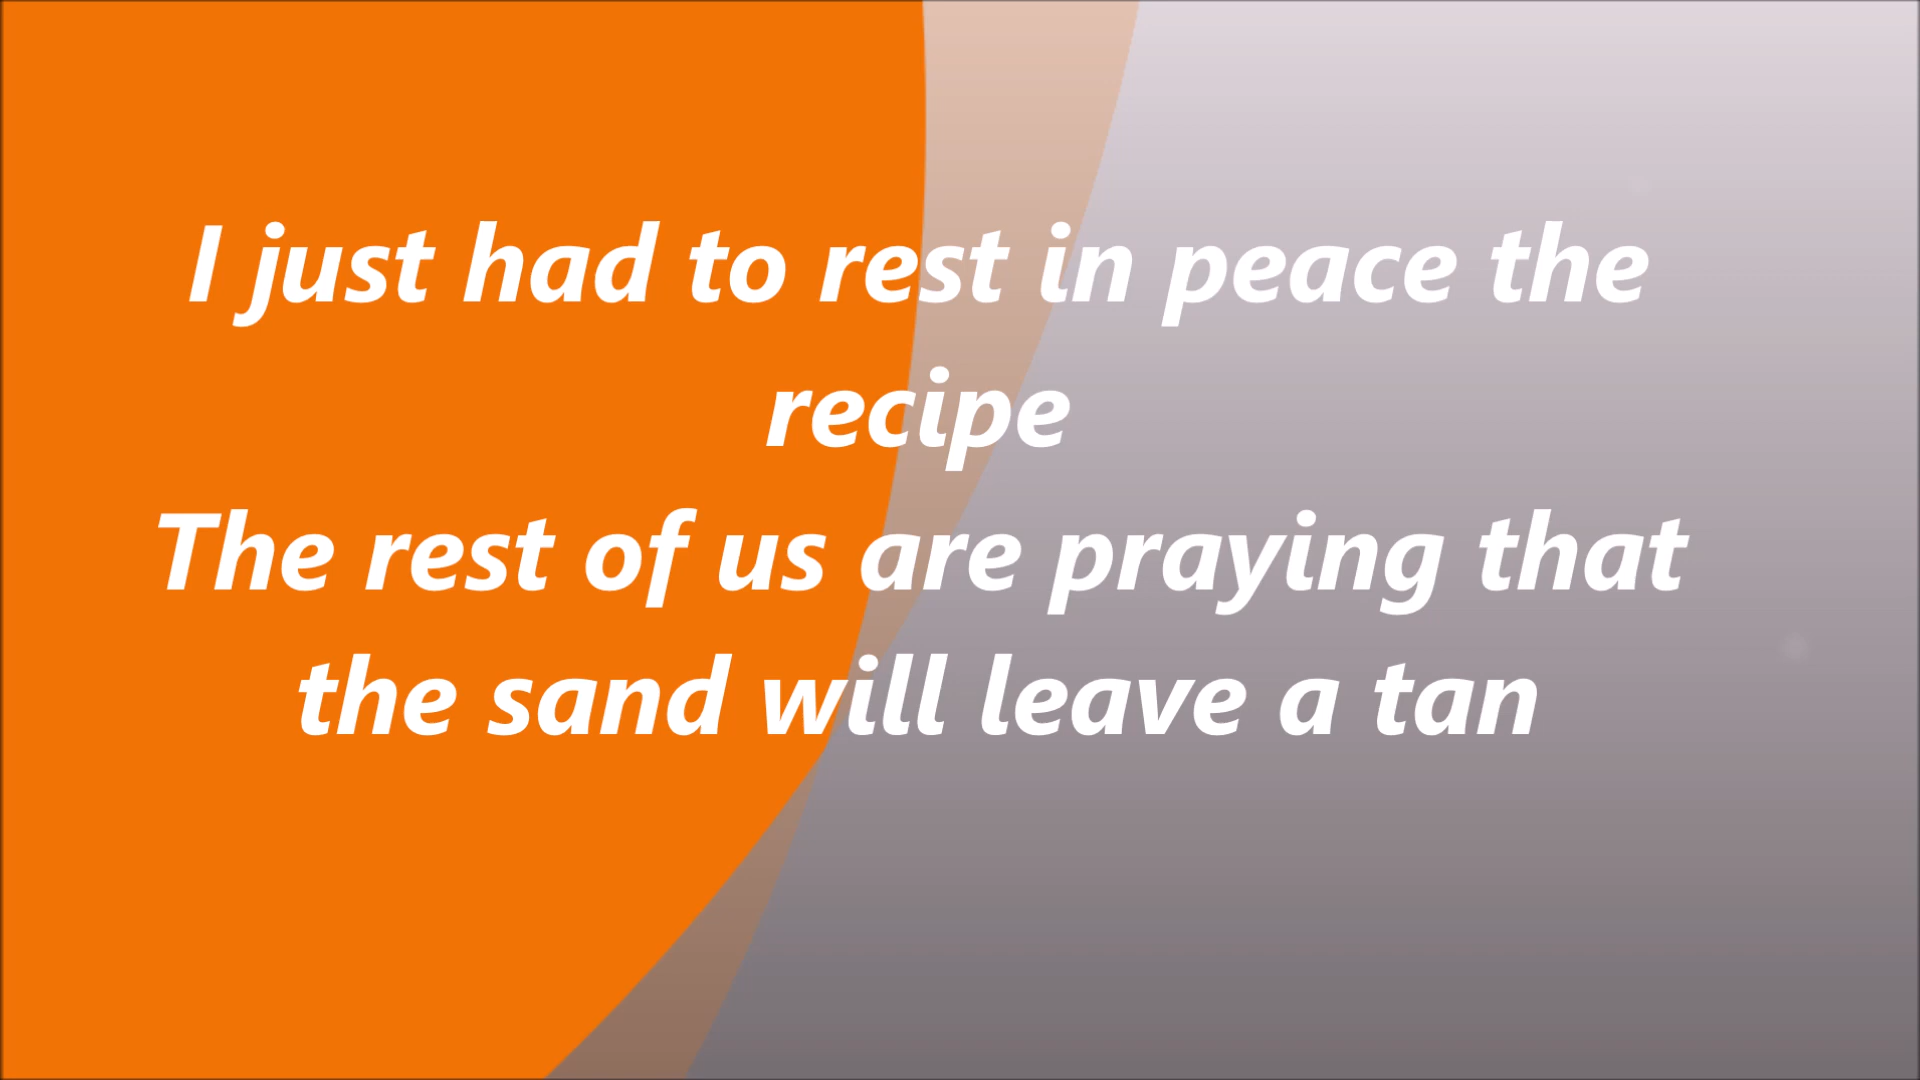 I just had to rest in peace the
recipe
The rest of us are praying that
the sand will leave a tan